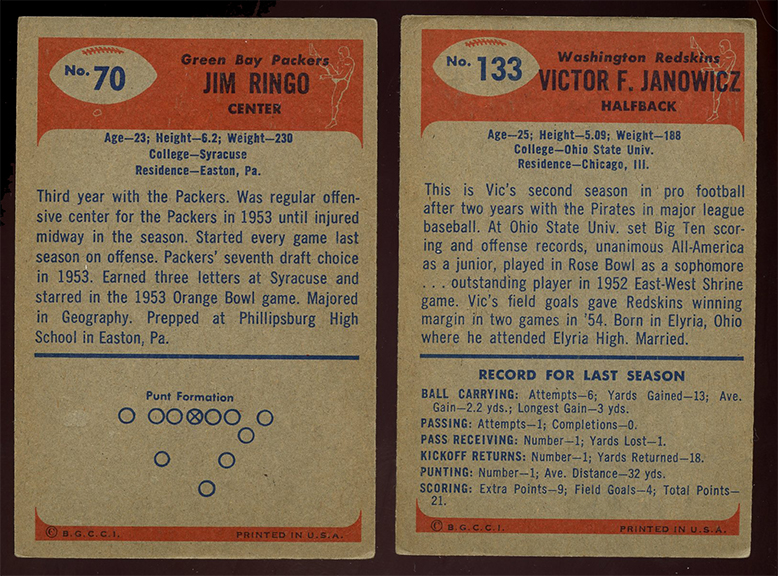 No. 70
Green Bay Packers
JIM RINGO
CENTER
Age—23; Height—6.2; Weight—230
College—Syracuse
Residence—Easton, Pa.
Third year with the Packers. Was regular offen-
sive center for the Packers in 1953 until injured
midway in the season. Started every game last
season on offense. Packers' seventh draft choice
in 1953. Earned three letters at Syracuse and
starred in the 1953 Orange Bowl game. Majored
in Geography. Prepped at Phillipsburg High
School in Easton, Pa.
Punt Formation
© B.G.C.C.I.
PRINTED IN U.S.A.
No. 133
Washington Redskins
VICTOR F. JANOWICZ
HALFBACK
Age—25; Height—5.09; Weight—188
College—Ohio State Univ.
Residence—Chicago, Ill.
This is Vic's second season in pro football
after two years with the Pirates in major league
baseball. At Ohio State Univ. set Big Ten scor-
ing and offense records, unanimous All-America
as a junior, played in Rose Bowl as a sophomore
. . . outstanding player in 1952 East-West Shrine
game. Vic's field goals gave Redskins winning
margin in two games in '54. Born in Elyria, Ohio
where he attended Elyria High. Married.
RECORD FOR LAST SEASON
BALL CARRYING: Attempts—6; Yards Gained—13; Ave.
Gain—2.2 yds.; Longest Gain—3 yds.
PASSING: Attempts—1; Completions—0.
PASS RECEIVING: Number—1; Yards Lost—1.
KICKOFF RETURNS: Number—1; Yards Returned—18.
PUNTING: Number—1; Ave. Distance—32 yds.
SCORING: Extra Points—9; Field Goals—4; Total Points—
21.
© B.G.C.C.I.
PRINTED IN U.S.A.